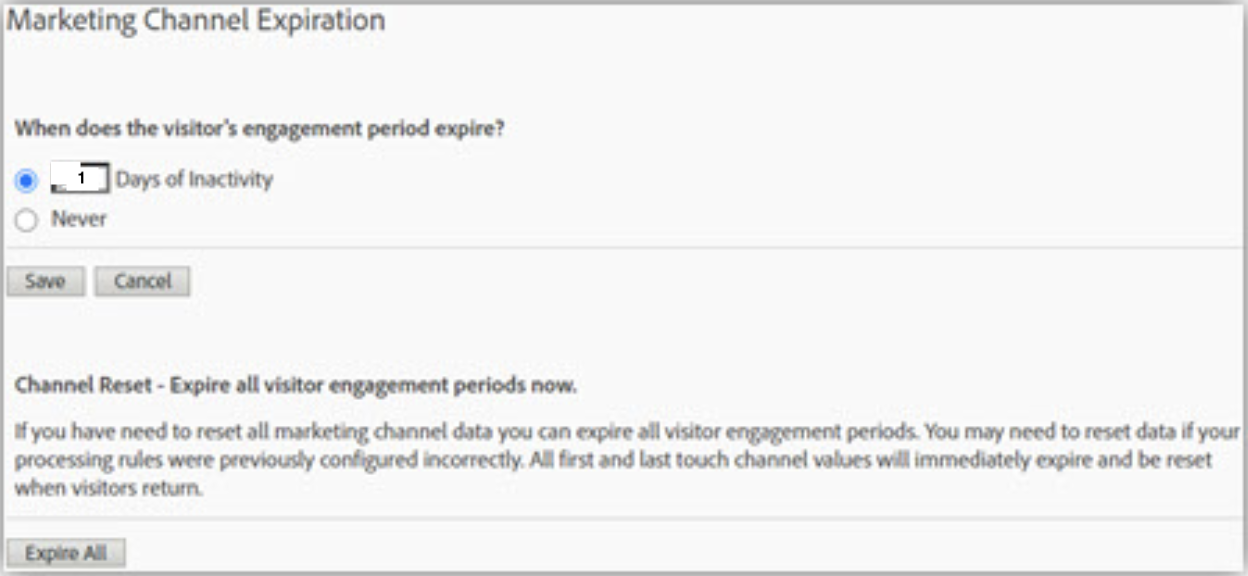 Marketing Channel Expiration
When does the visitor's engagement period expire?
1 Days of Inactivity
Never
Save Cancel
Channel Reset - Expire all visitor engagement periods now.
If you have need to reset all marketing channel data you can expire all visitor engagement periods. You may need to reset data if your
processing rules were previously configured incorrectly. All first and last touch channel values will immediately expire and be reset
when visitors return.
Expire All